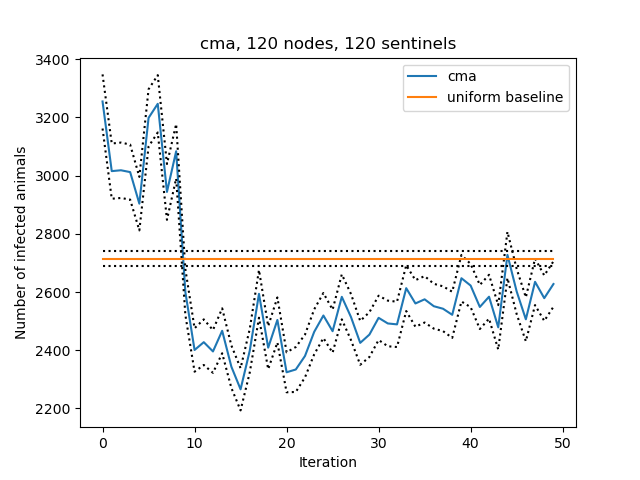 cma, 120 nodes, 120 sentinels
cma
uniform baseline
Number of infected animals
3400
3200
3000
2800
2600
2400
2200
0 10 20 30 40 50
Iteration